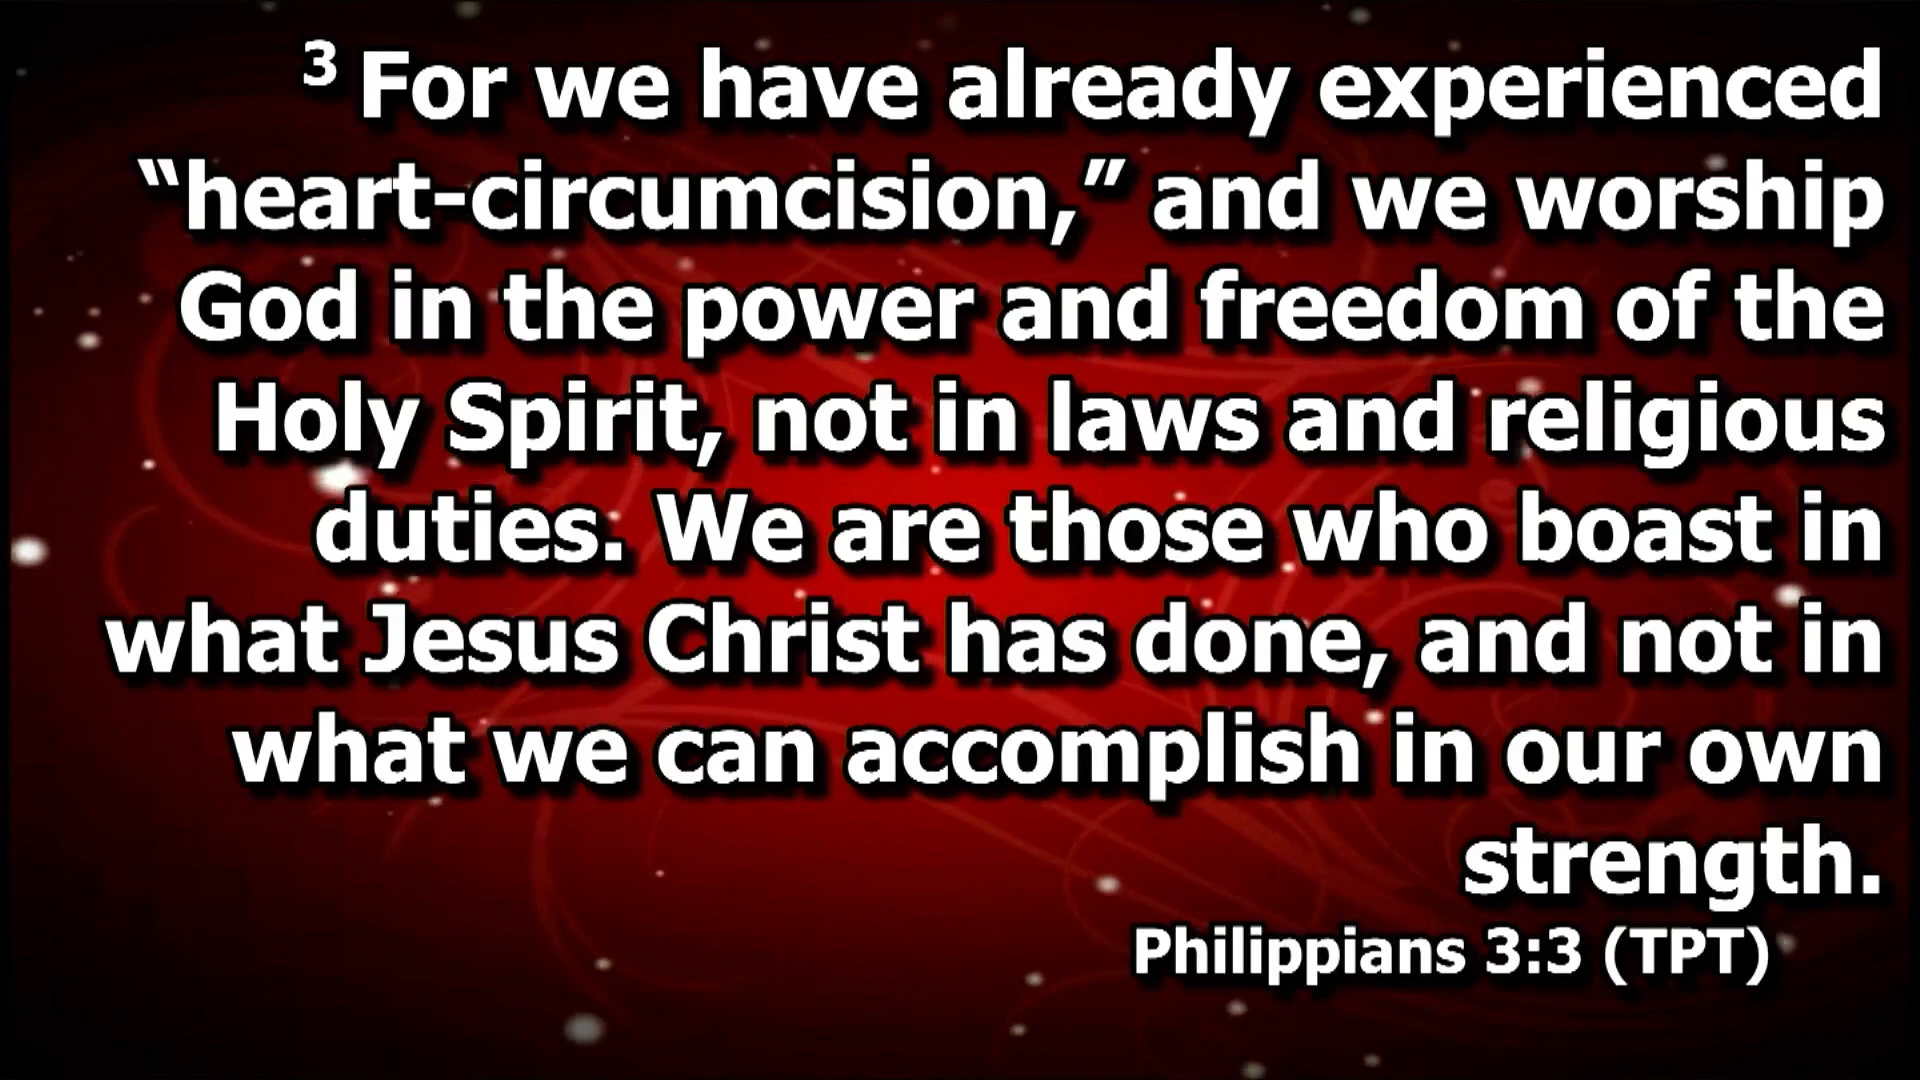 ³ For we have already experienced
“heart-circumcision,” and we worship
God in the power and freedom of the
Holy Spirit, not in laws and religious
duties. We are those who boast in
what Jesus Christ has done, and not in
what we can accomplish in our own
strength.
Philippians 3:3 (TPT)